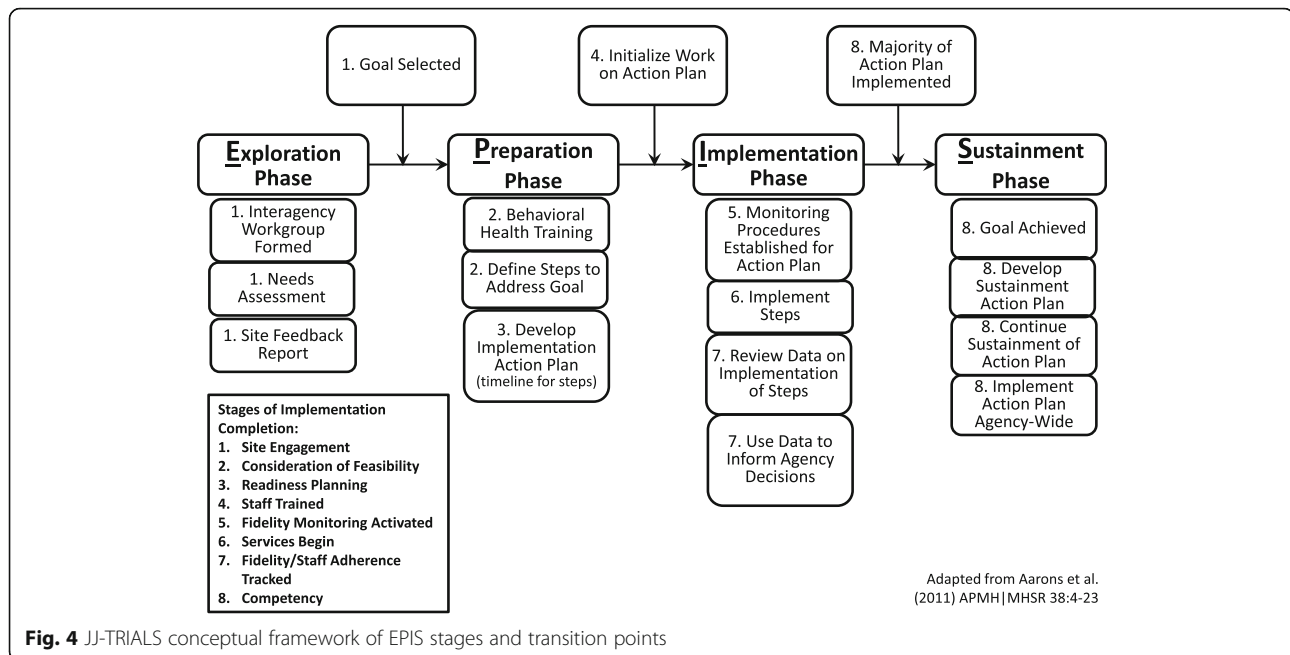 1. Goal Selected
4. Initialize Work
on Action Plan
8. Majority of
Action Plan
Implemented
Exploration
Phase
Preparation
Phase
Implementation
Phase
Sustainment
Phase
1. Interagency
Workgroup
Formed
1. Needs
Assessment
1. Site Feedback
Report
2. Behavioral
Health Training
2. Define Steps to
Address Goal
3. Develop
Implementation
Action Plan
(timeline for steps)
5. Monitoring
Procedures
Established for
Action Plan
6. Implement
Steps
7. Review Data on
Implementation
of Steps
7. Use Data to
Inform Agency
Decisions
8. Goal Achieved
8. Develop
Sustainment
Action Plan
8. Continue
Sustainment of
Action Plan
8. Implement
Action Plan
Agency-Wide
Stages of Implementation
Completion:
1. Site Engagement
2. Consideration of Feasibility
3. Readiness Planning
4. Staff Trained
5. Fidelity Monitoring Activated
6. Services Begin
7. Fidelity/Staff Adherence
Tracked
8. Competency
Adapted from Aarons et al.
(2011) APMH|MHSR 38:4-23
Fig. 4 JJ-TRIALS conceptual framework of EPIS stages and transition points